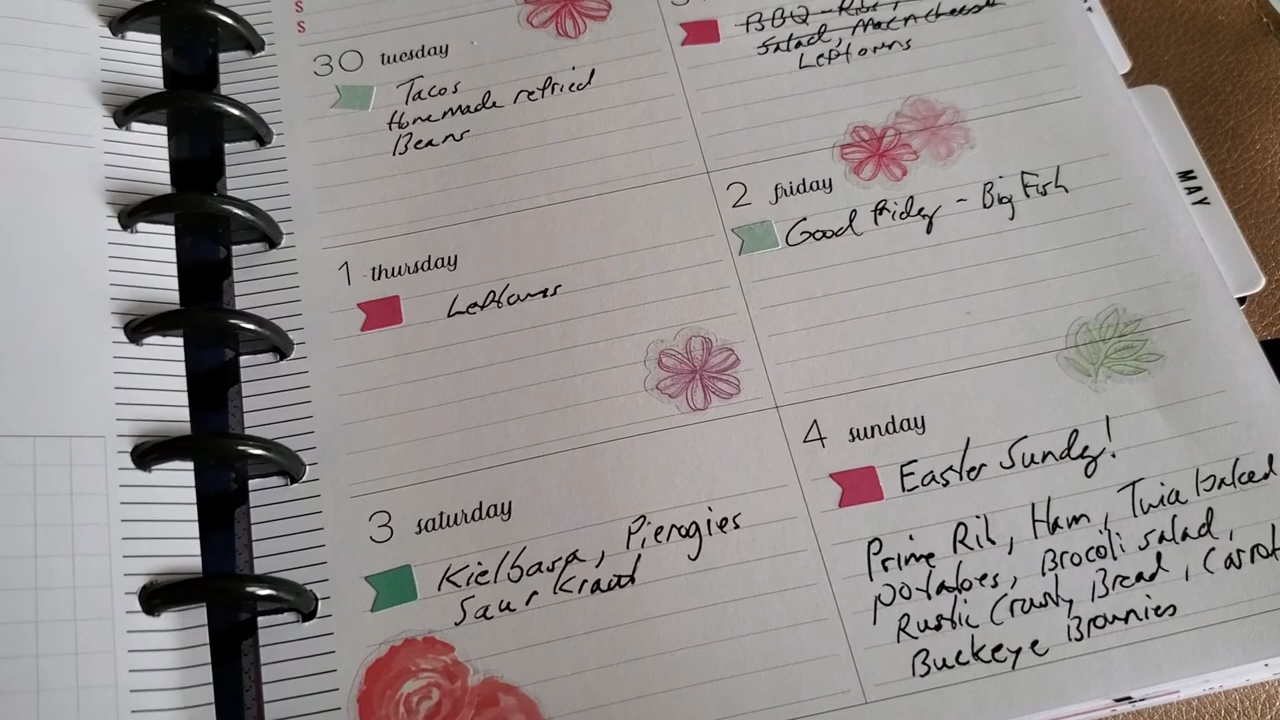 S
S
30 tuesday
Tacos
Homemade refried
Beans
BBQ - Ribs,
Salad, Mac n cheese
Leftovers
1 thursday
Leftovers
2 friday
Good friday - Big Fish
3 saturday
Kielbasa, Pierogies
Saur Kraut
4 sunday
Easter Sunday!
Prime Rib, Ham, Twice baked
potatoes, Brocoli salad,
Rustic Crusty Bread, Carrot
Buckeye Brownies
MAY